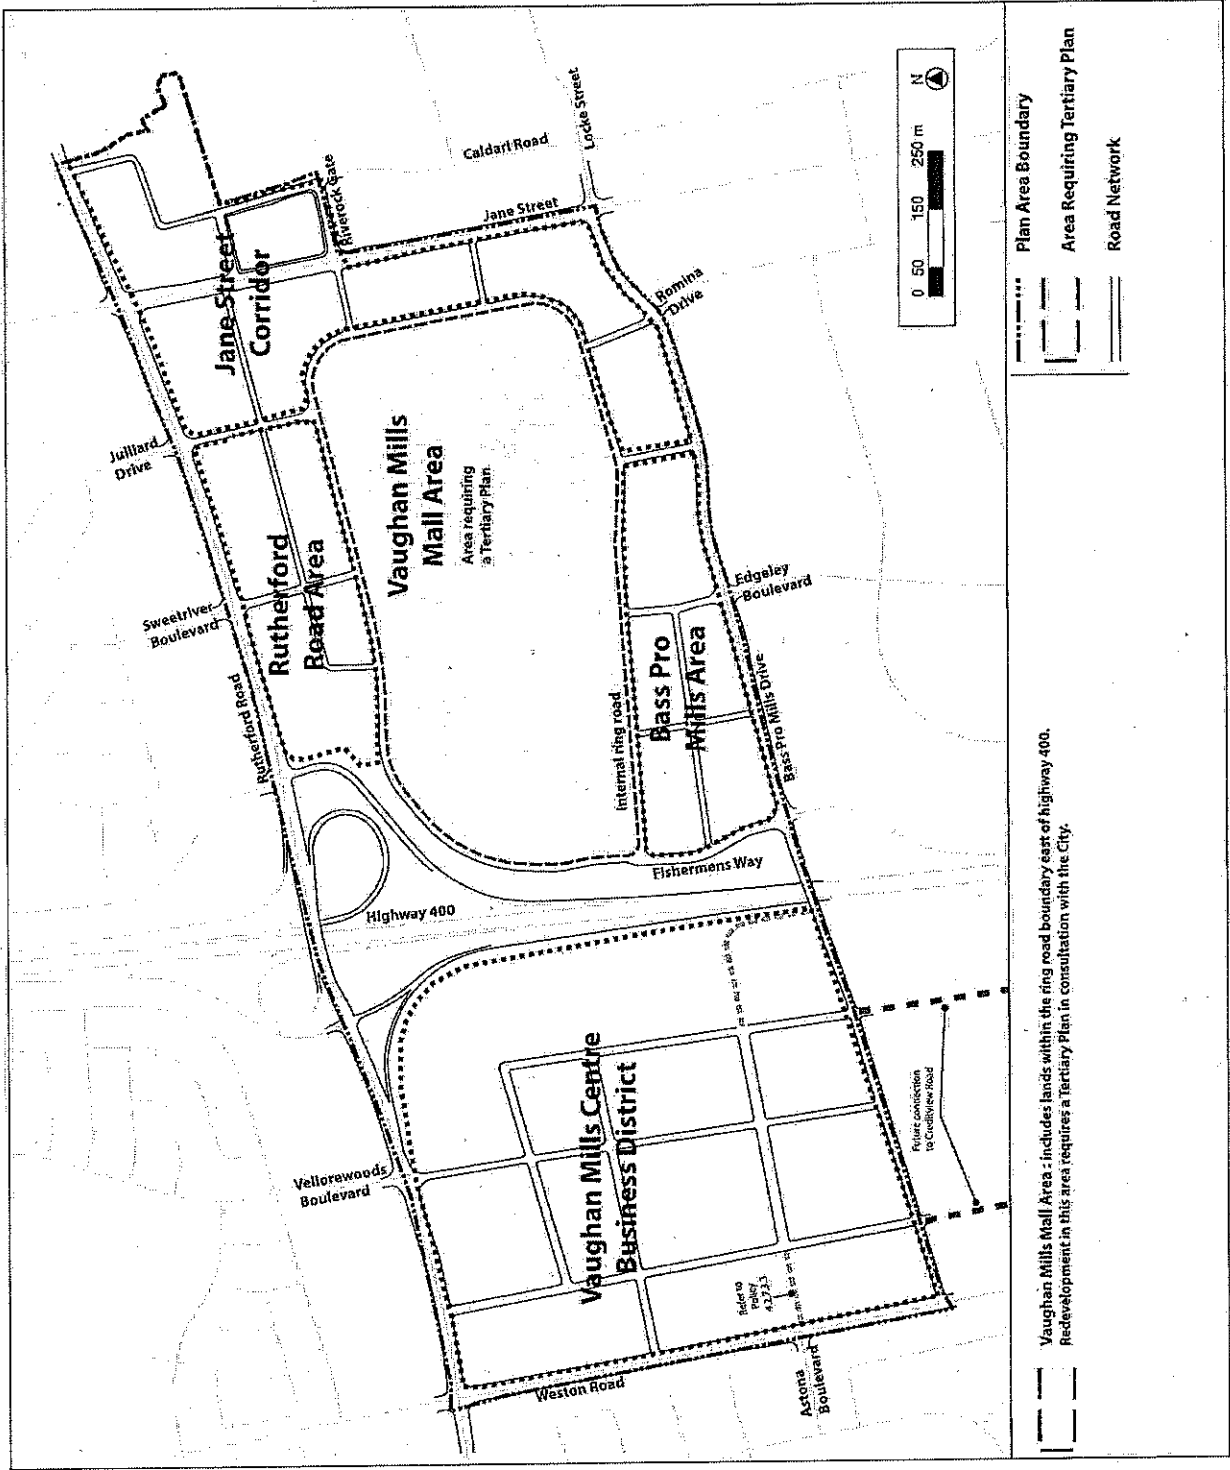 Jane Street
Corridor
Riverock Gate
Caldari Road
Locke Street
Jane Street
Romina
Drive
Julliard
Drive
Vaughan Mills
Mall Area
Area requiring
a Tertiary Plan
Sweetriver
Boulevard
Rutherford
Road Area
Edgeley
Boulevard
Rutherford Road
Internal ring road
Bass Pro
Mills Area
Bass Pro Mills Drive
Highway 400
Fishermens Way
Vellorewoods
Boulevard
Vaughan Mills Centre
Business District
Future connection
to Creditview Road
Refer to
Policy
4.2.7.3.3
Weston Road
Astona
Boulevard
0 50 150 250 m N
Plan Area Boundary
Area Requiring Tertiary Plan
Road Network
Vaughan Mills Mall Area : includes lands within the ring road boundary east of highway 400.
Redevelopment in this area requires a Tertiary Plan in consultation with the City.